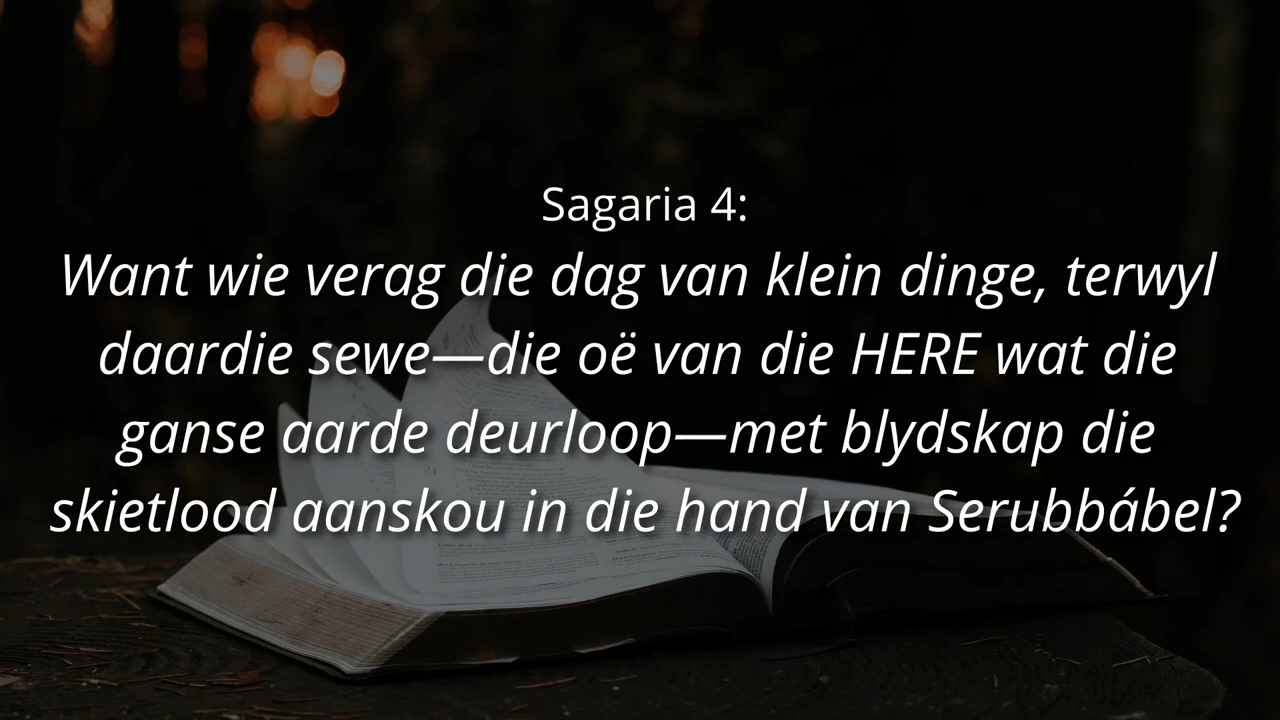 Sagaria 4:
Want wie verag die dag van klein dinge, terwyl
daardie sewe—die oë van die HERE wat die
ganse aarde deurloop—met blydskap die
skietlood aanskou in die hand van Serubbábel?